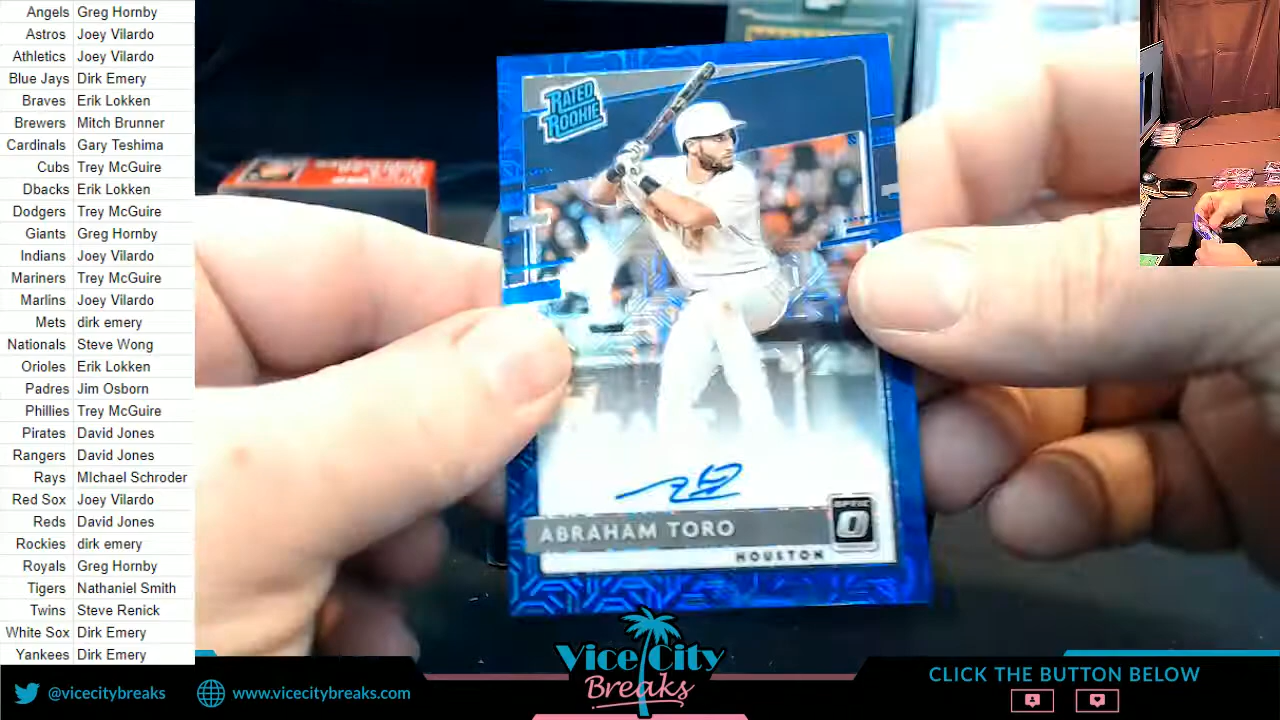 Angels Greg Hornby
Astros Joey Vilardo
Athletics Joey Vilardo
Blue Jays Dirk Emery
Braves Erik Lokken
Brewers Mitch Brunner
Cardinals Gary Teshima
Cubs Trey McGuire
Dbacks Erik Lokken
Dodgers Trey McGuire
Giants Greg Hornby
Indians Joey Vilardo
Mariners Trey McGuire
Marlins Joey Vilardo
Mets dirk emery
Nationals Steve Wong
Orioles Erik Lokken
Padres Jim Osborn
Phillies Trey McGuire
Pirates David Jones
Rangers David Jones
Rays MIchael Schroder
Red Sox Joey Vilardo
Reds David Jones
Rockies dirk emery
Royals Greg Hornby
Tigers Nathaniel Smith
Twins Steve Renick
White Sox Dirk Emery
Yankees Dirk Emery
RATED
ROOKIE
ABRAHAM TORO
OPTIC
HOUSTON
@vicecitybreaks
www.vicecitybreaks.com
Vice City
Breaks
CLICK THE BUTTON BELOW